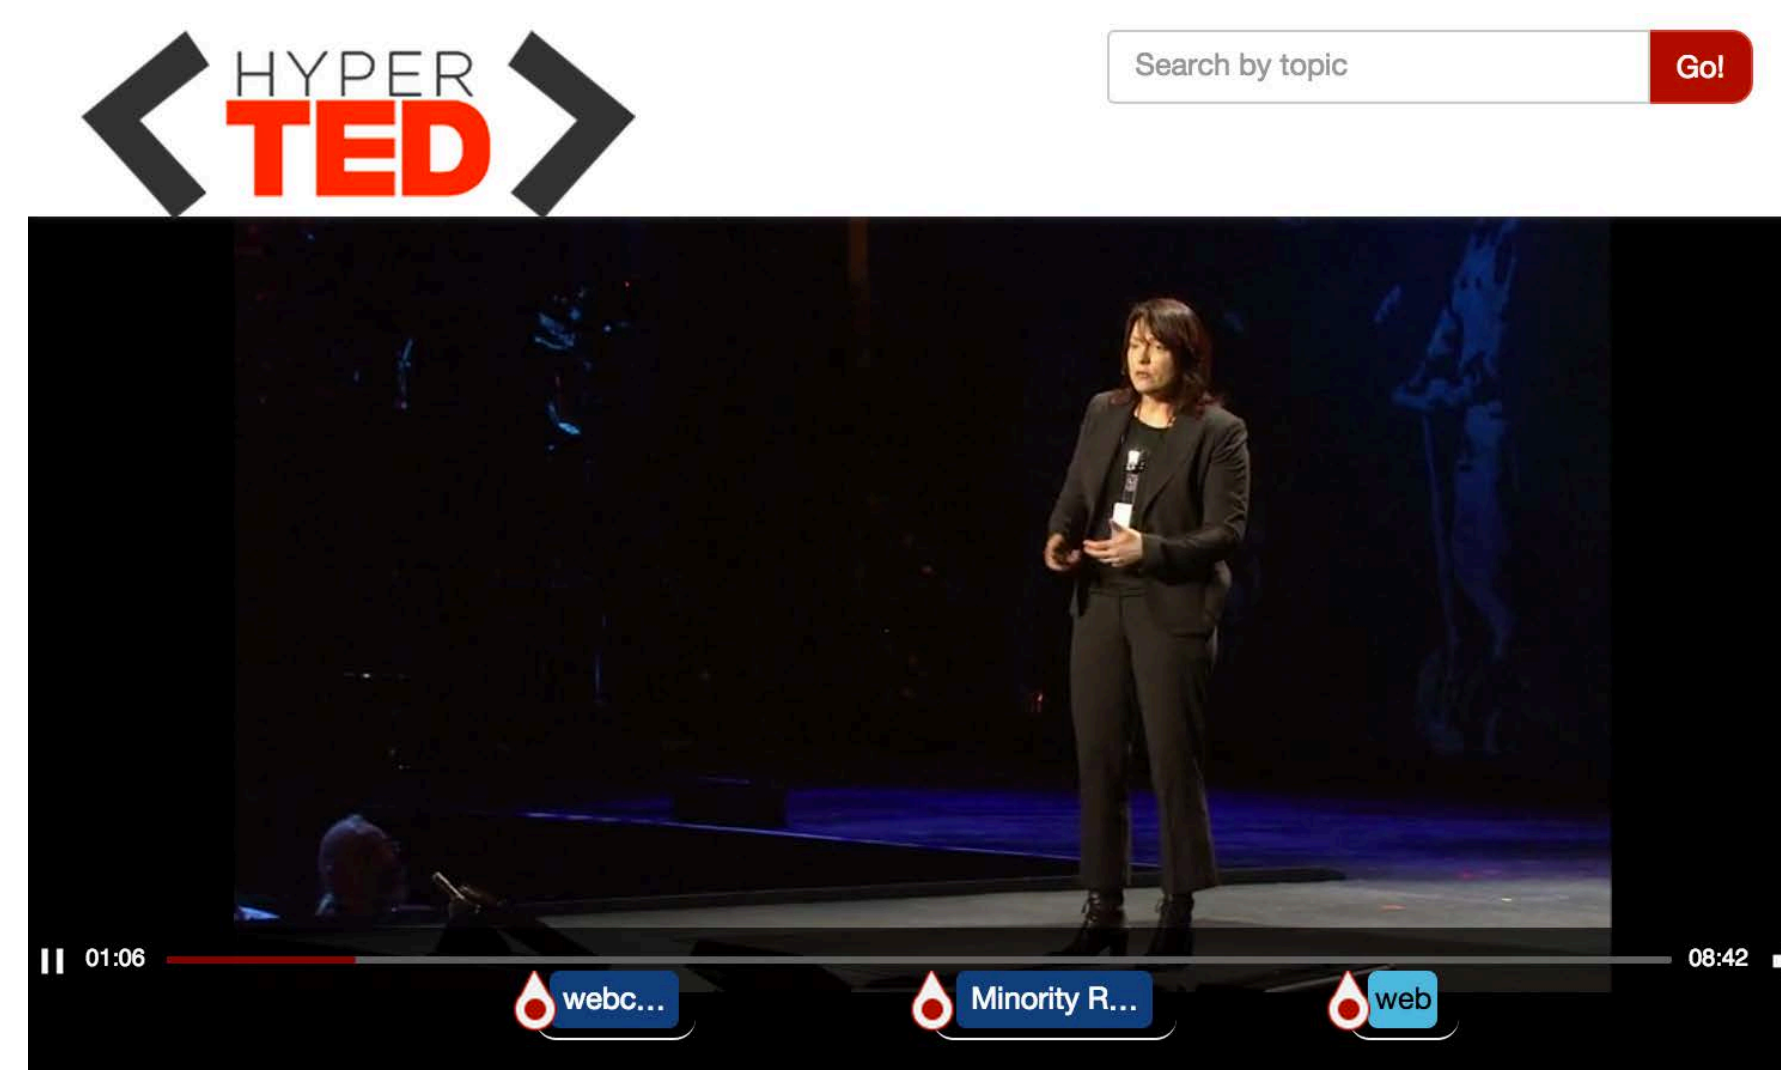 HYPER
TED
Search by topic
Go!
01:06
08:42
webc...
Minority R...
web